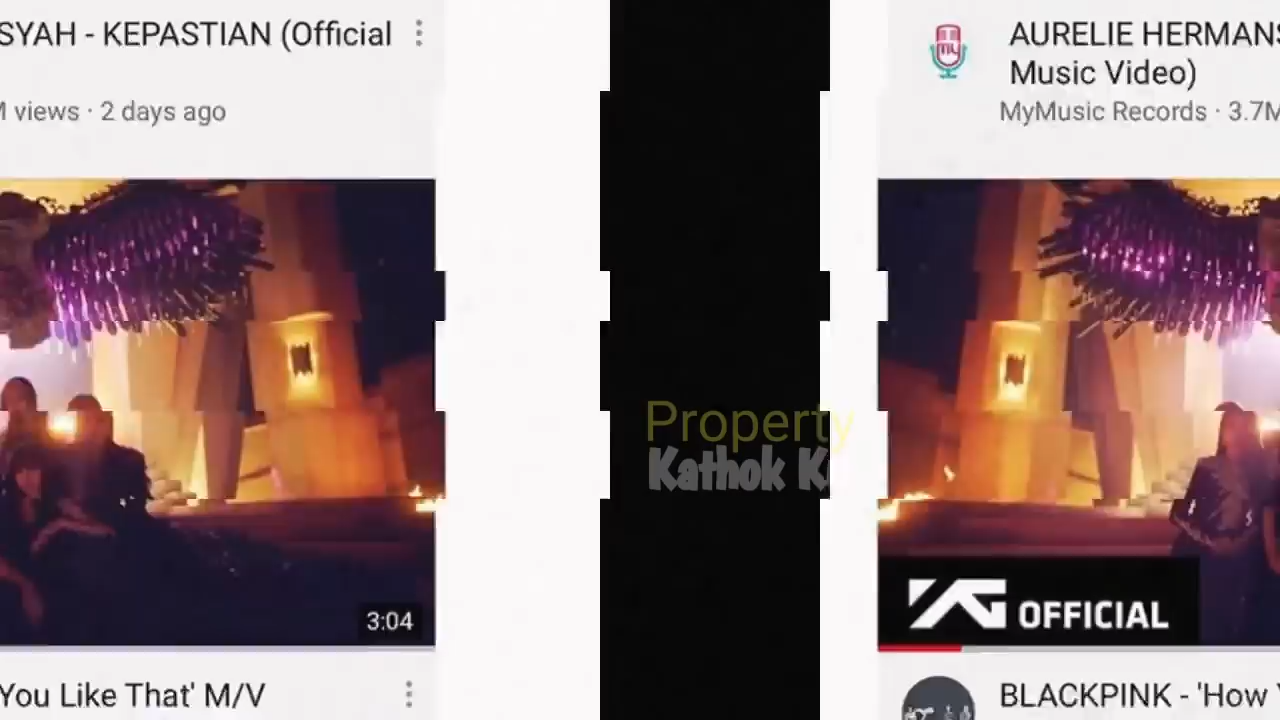 SYAH - KEPASTIAN (Official
M views · 2 days ago
3:04
You Like That' M/V
Property
Kathok
AURELIE HERMANS
Music Video)
MyMusic Records · 3.7M
YG OFFICIAL
BLACKPINK - 'How